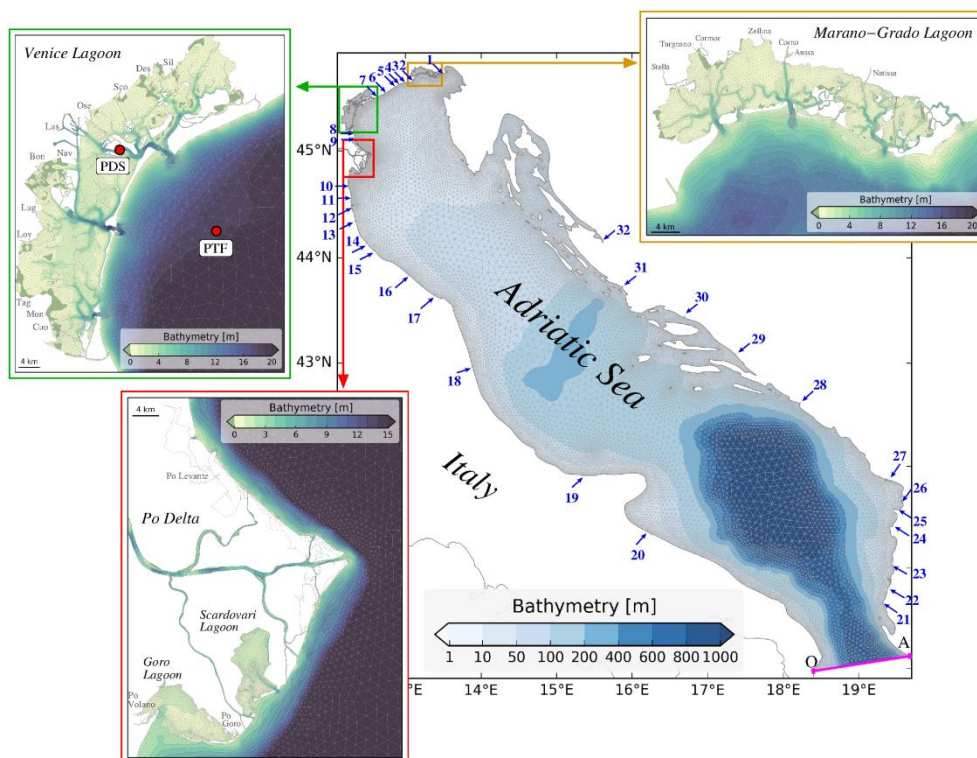 Venice Lagoon
Des
Sil
Sco
Ose
Las
Nav
Bon
Lug
Lov
Tag
Mon
Cuo
PDS
PTF
Bathymetry [m]
0 4 8 12 16 20
4 km
Marano-Grado Lagoon
Turgnano
Cormor
Zellina
Corno
Aussa
Stella
Natissa
Bathymetry [m]
0 4 8 12 16 20
4 km
4 km
Bathymetry [m]
0 3 6 9 12 15
Po Levante
Po Delta
Scardovari
Lagoon
Goro
Lagoon
Po
Volano
Po
Goro
7 6 5 4 3 2 1
8
9
10
11
12
13
14
15
16
17
18
19
20
21
22
23
24
25
26
27
28
29
30
31
32
45°N
44°N
43°N
Adriatic Sea
Italy
Bathymetry [m]
1 10 50 100 200 400 600 800 1000
O
A
14°E 15°E 16°E 17°E 18°E 19°E